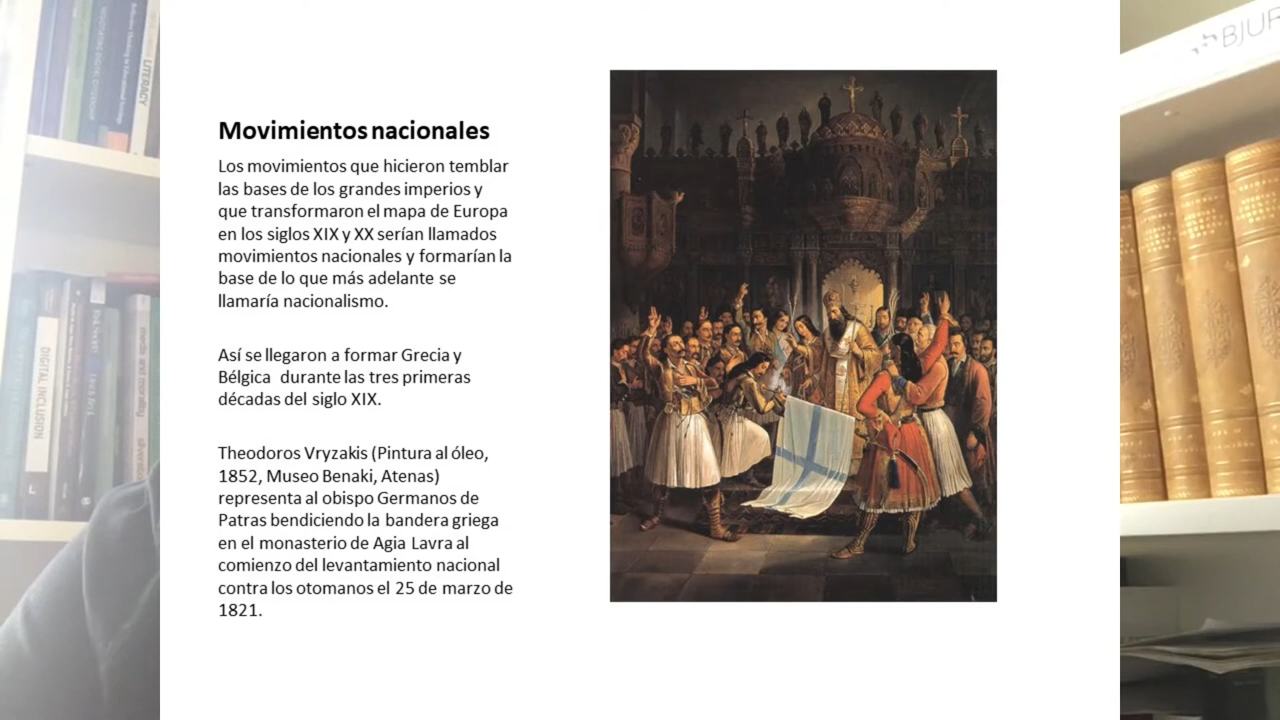 LITERACY
DIGITAL INCLUSION
Movimientos nacionales
Los movimientos que hicieron temblar
las bases de los grandes imperios y
que transformaron el mapa de Europa
en los siglos XIX y XX serían llamados
movimientos nacionales y formarían la
base de lo que más adelante se
llamaría nacionalismo.
Así se llegaron a formar Grecia y
Bélgica durante las tres primeras
décadas del siglo XIX.
Theodoros Vryzakis (Pintura al óleo,
1852, Museo Benaki, Atenas)
representa al obispo Germanos de
Patras bendiciendo la bandera griega
en el monasterio de Agia Lavra al
comienzo del levantamiento nacional
contra los otomanos el 25 de marzo de
1821.
BJUR